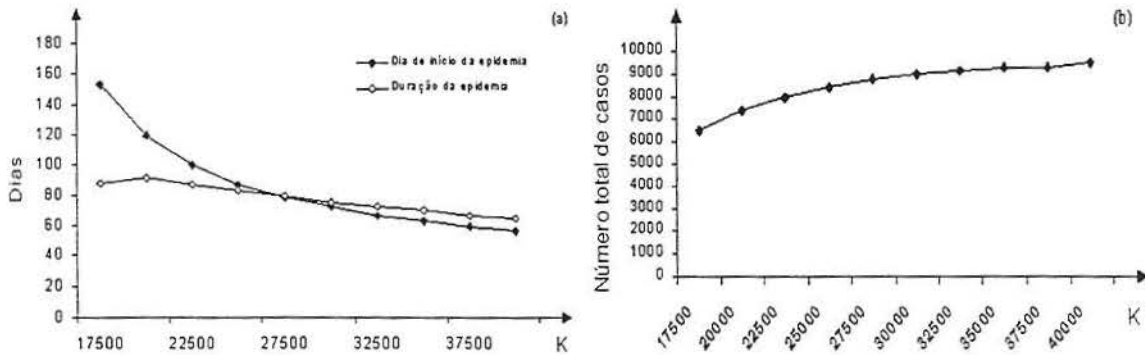 (a)
Dias
180
160
140
120
100
80
60
40
20
0
Dia de início da epidemia
Duração da epidemia
17500 22500 27500 32500 37500 K
(b)
Número total de casos
10000
9000
8000
7000
6000
5000
4000
3000
2000
1000
0
17500 20000 22500 25000 27500 30000 32500 35000 37500 40000 K